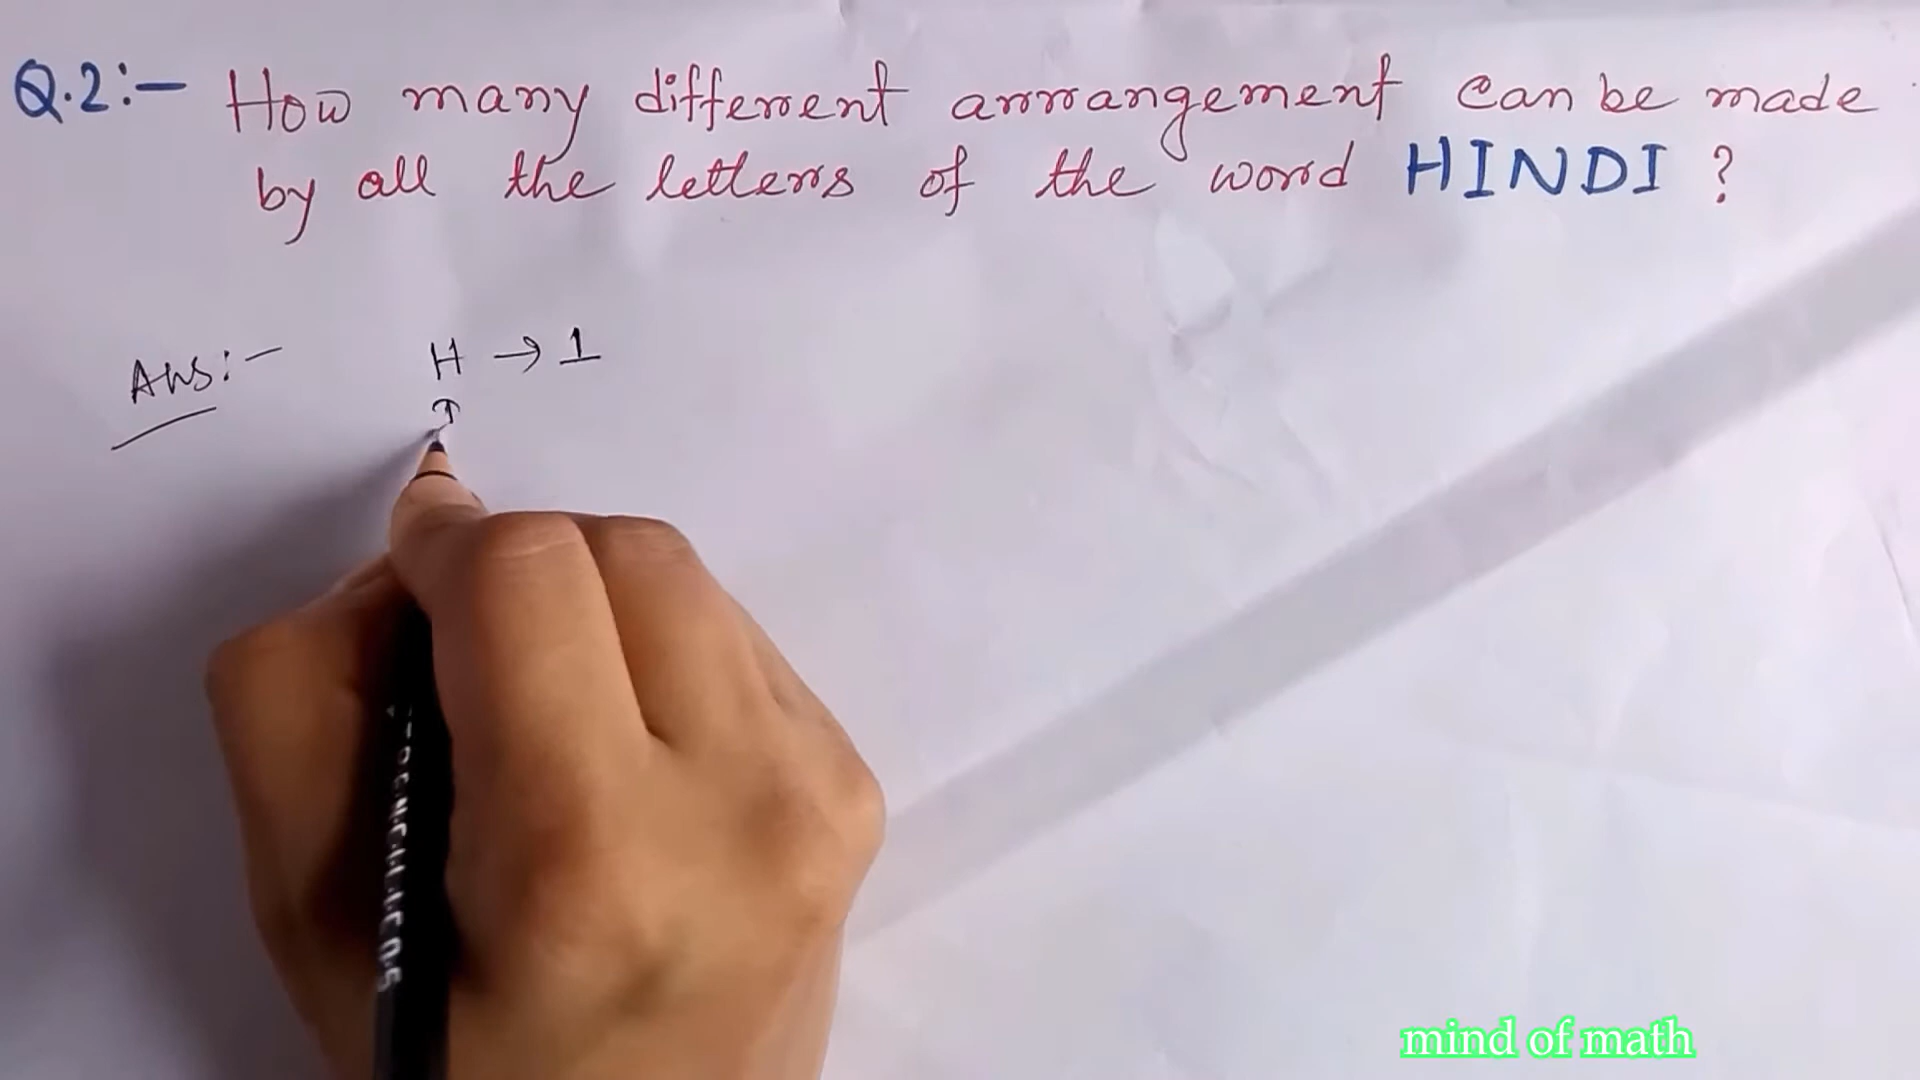 Q.2:- How many different arrangement can be made
by all the letters of the word HINDI ?
Ans:- H → 1
mind of math